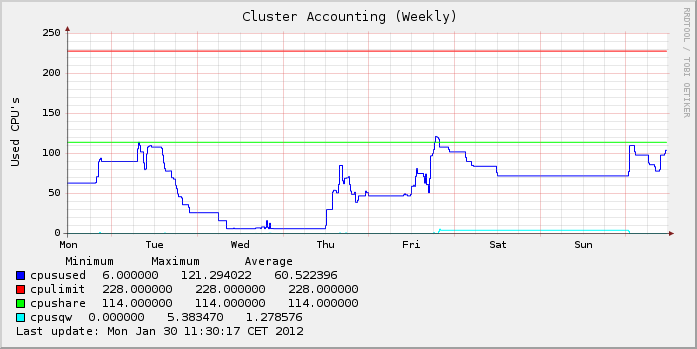 Cluster Accounting (Weekly)
RRDTOOL / TOBI OETIKER
Used CPU's
250
200
150
100
50
0
Mon Tue Wed Thu Fri Sat Sun
Minimum Maximum Average
cpusused 6.000000 121.294022 60.522396
cpulimit 228.000000 228.000000 228.000000
cpushare 114.000000 114.000000 114.000000
cpusqw 0.000000 5.383470 1.278576
Last update: Mon Jan 30 11:30:17 CET 2012